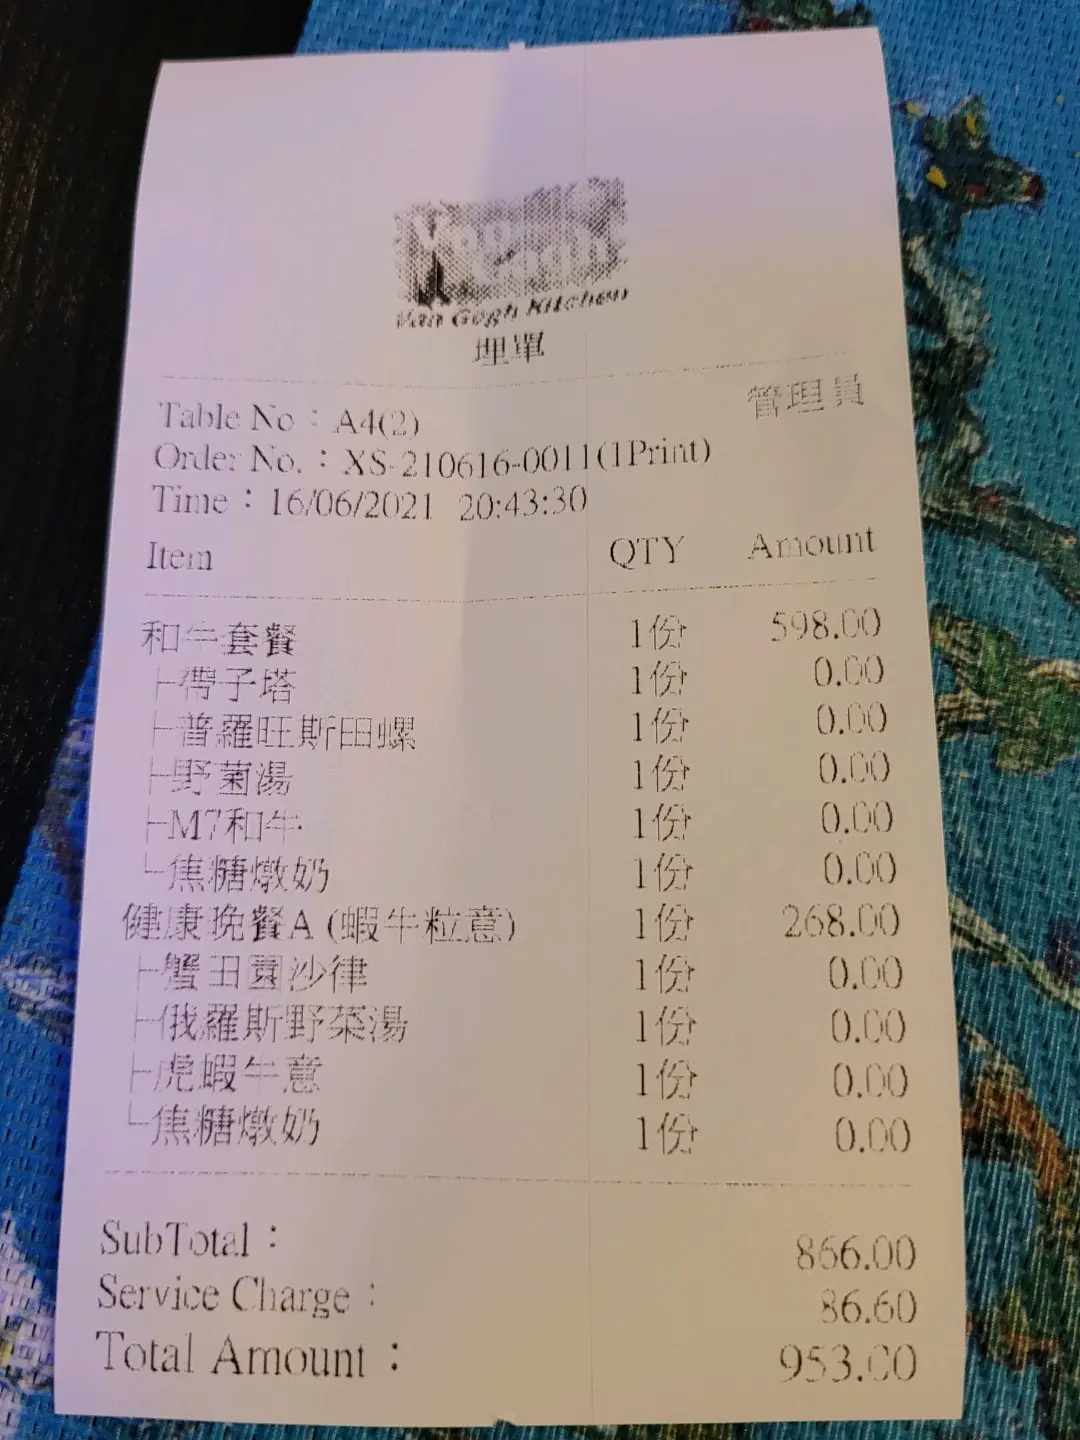 Van Gogh
Van Gogh Kitchen
埋單
管理員
Table No：A4(2)
Order No.：XS-210616-0011(1Print)
Time：16/06/2021 20:43:30
Item QTY Amount
和牛套餐 1份 598.00
├帶子塔 1份 0.00
├普羅旺斯田螺 1份 0.00
├野菌湯 1份 0.00
├M7和牛 1份 0.00
└焦糖燉奶 1份 0.00
健康晚餐A (蝦牛粒意) 1份 268.00
├蟹丑圓沙律 1份 0.00
├俄羅斯野菜湯 1份 0.00
├虎蝦牛意 1份 0.00
└焦糖燉奶 1份 0.00
SubTotal： 866.00
Service Charge： 86.60
Total Amount： 953.00